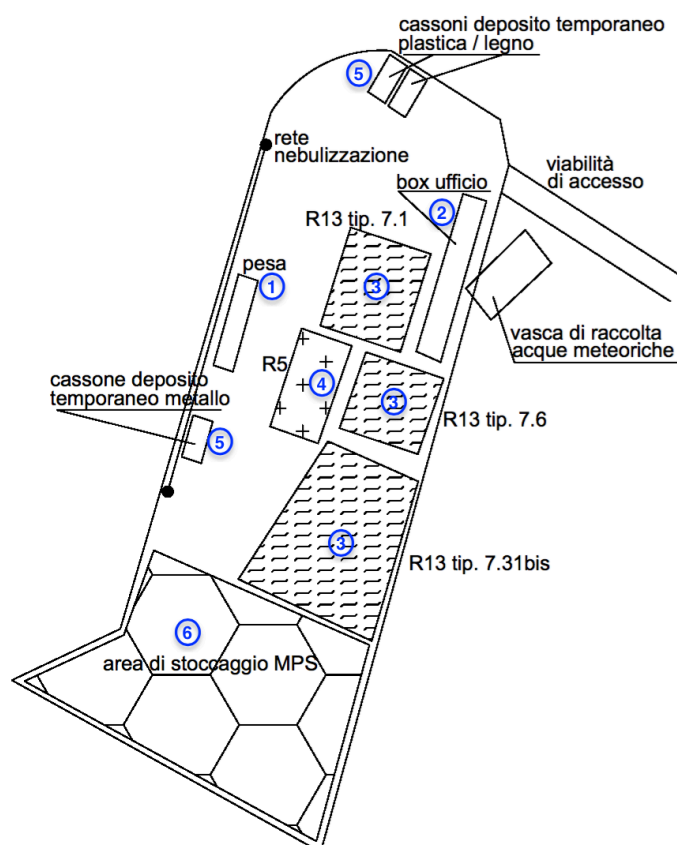 cassoni deposito temporaneo
plastica / legno
5
rete
nebulizzazione
viabilità
di accesso
box ufficio
2
R13 tip. 7.1
pesa
1
3
vasca di raccolta
acque meteoriche
R5
4
cassone deposito
temporaneo metallo
3
R13 tip. 7.6
5
3
R13 tip. 7.31bis
6
area di stoccaggio MPS